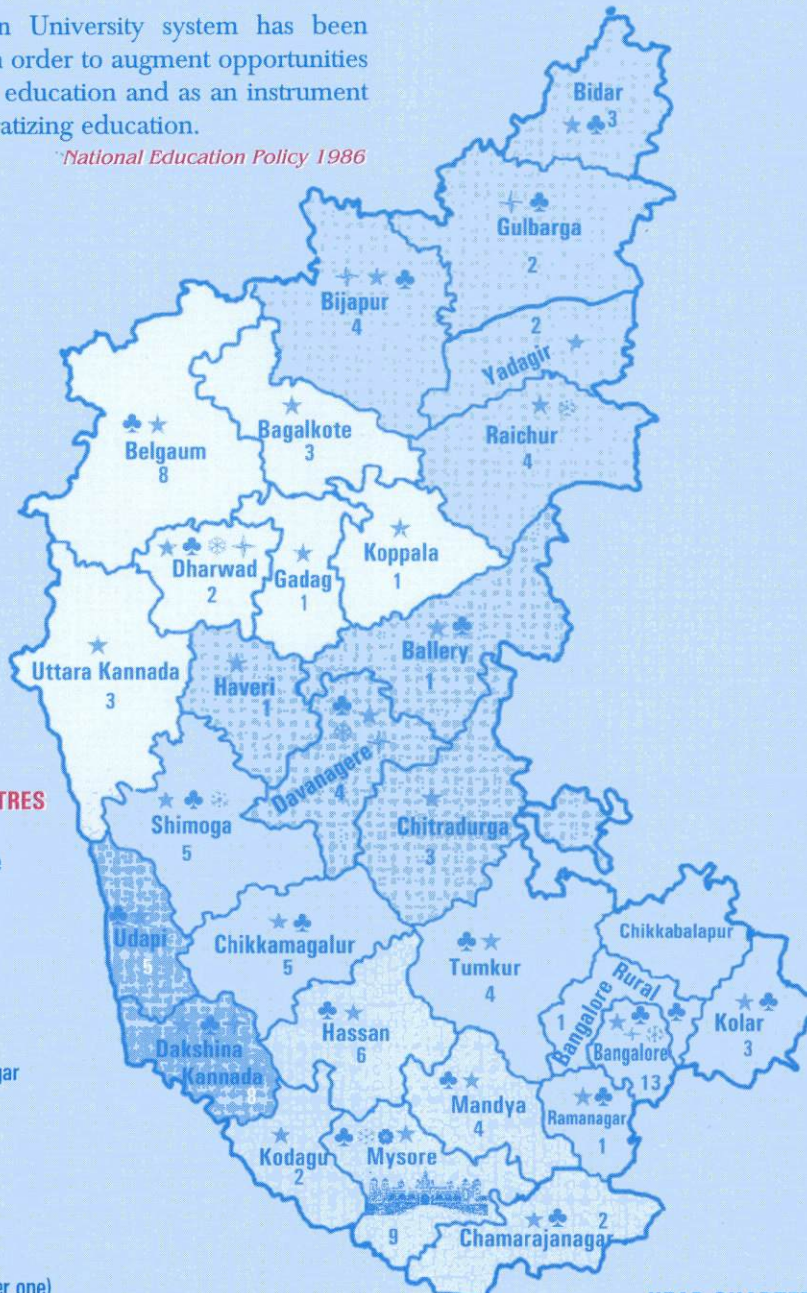 n University system has been
order to augment opportunities
education and as an instrument
ratizing education.
National Education Policy 1986
Bidar
3
Gulbarga
2
Bijapur
4
2
Yadagir
Raichur
4
Bagalkote
3
Belgaum
8
Koppala
1
Dharwad
2
Gadag
1
Ballery
1
Uttara Kannada
3
Haveri
1
Davanagere
4
Chitradurga
3
TRES
Shimoga
5
Udapi
5
Chikkamagalur
5
Tumkur
4
Chikkabalapur
Bangalore Rural
1
Bangalore
13
Kolar
3
Hassan
6
Dakshina
Kannada
8
gar
Mandya
4
Ramanagar
1
Kodagu
2
Mysore
9
Chamarajanagar
2
er one)